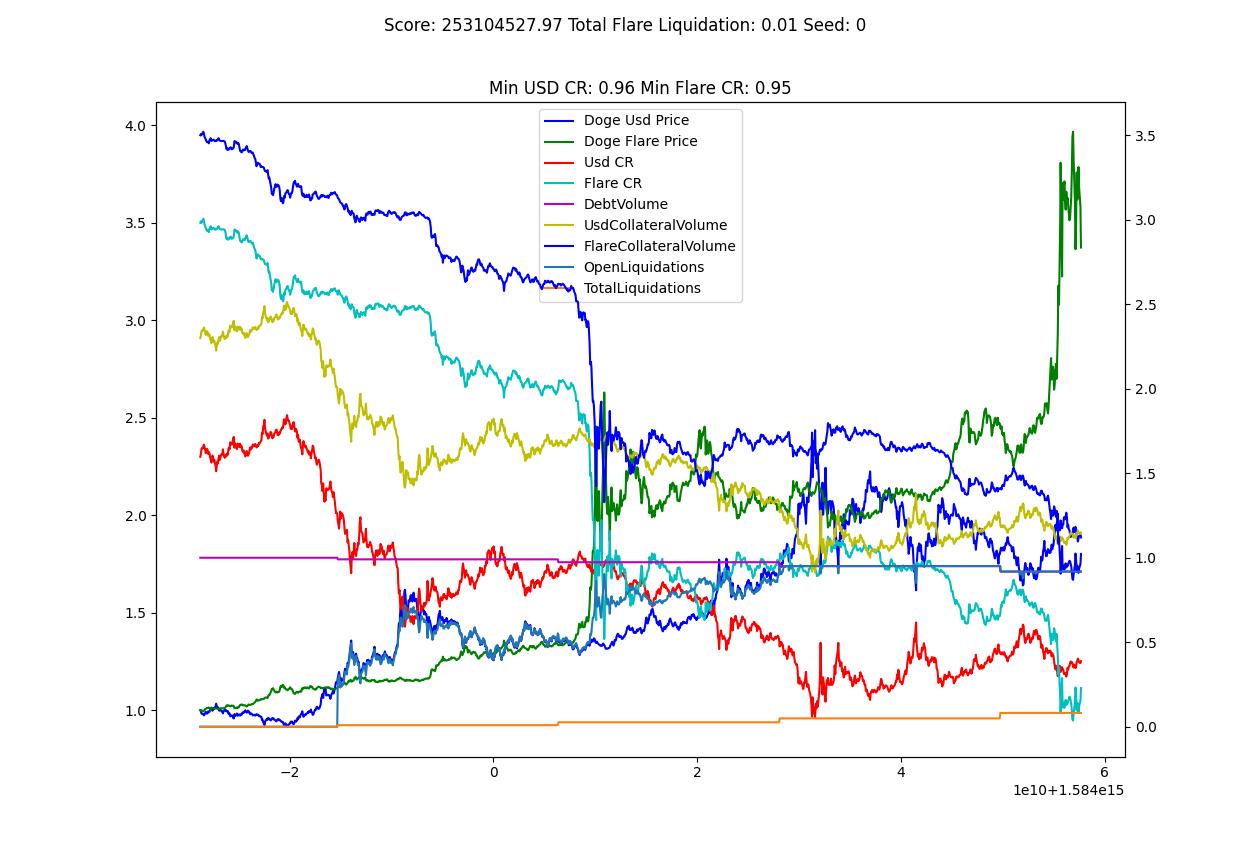 Score: 253104527.97 Total Flare Liquidation: 0.01 Seed: 0
Min USD CR: 0.96 Min Flare CR: 0.95
Doge Usd Price
Doge Flare Price
Usd CR
Flare CR
DebtVolume
UsdCollateralVolume
FlareCollateralVolume
OpenLiquidations
TotalLiquidations
4.0
3.5
3.0
2.5
2.0
1.5
1.0
3.5
3.0
2.5
2.0
1.5
1.0
0.5
0.0
−2
0
2
4
6
1e10+1.584e15